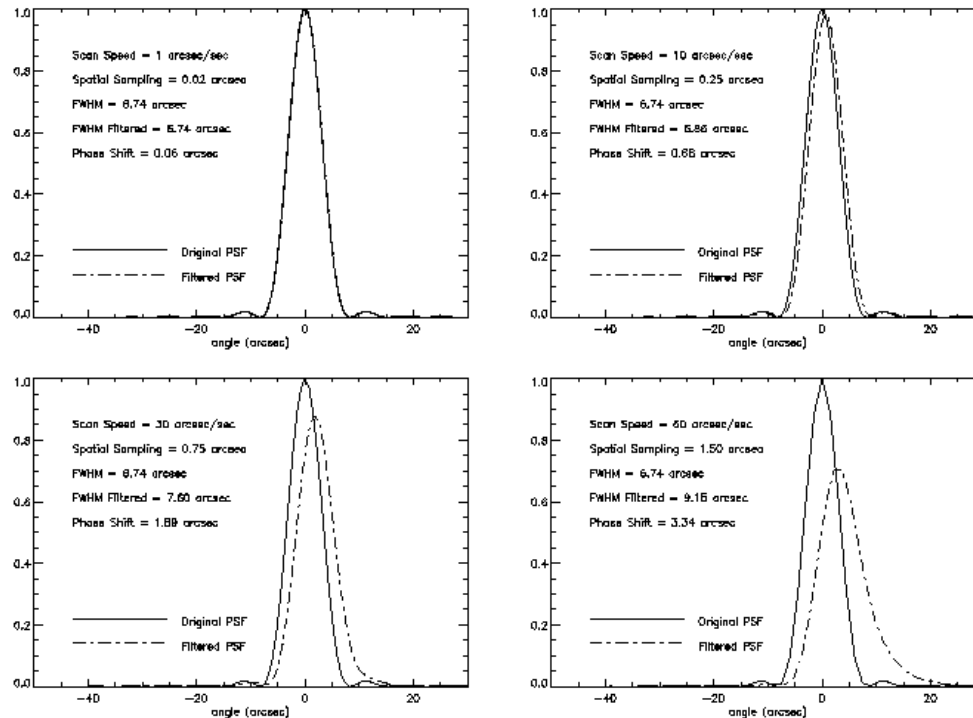 1.0
0.8
0.6
0.4
0.2
0.0
Scan Speed = 1 arcsec/sec
Spatial Sampling = 0.02 arcsec
FWHM = 6.74 arcsec
FWHM Filtered = 6.74 arcsec
Phase Shift = 0.06 arcsec
Original PSF
Filtered PSF
-40 -20 0 20
angle (arcsec)
1.0
0.8
0.6
0.4
0.2
0.0
Scan Speed = 10 arcsec/sec
Spatial Sampling = 0.25 arcsec
FWHM = 6.74 arcsec
FWHM Filtered = 6.86 arcsec
Phase Shift = 0.68 arcsec
Original PSF
Filtered PSF
-40 -20 0 20
angle (arcsec)
1.0
0.8
0.6
0.4
0.2
0.0
Scan Speed = 30 arcsec/sec
Spatial Sampling = 0.75 arcsec
FWHM = 6.74 arcsec
FWHM Filtered = 7.60 arcsec
Phase Shift = arcsec
Original PSF
Filtered PSF
-40 -20 0 20
angle (arcsec)
1.0
0.8
0.6
0.4
0.2
0.0
Scan Speed = 60 arcsec/sec
Spatial Sampling = 1.50 arcsec
FWHM = 6.74 arcsec
FWHM Filtered = arcsec
Phase Shift = 3.34 arcsec
Original PSF
Filtered PSF
-40 -20 0 20
angle (arcsec)